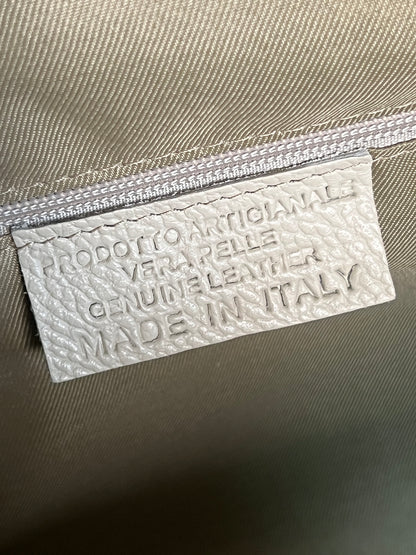 PRODOTTO ARTIGIANALE
VERA PELLE
GENUINE LEATHER
MADE IN ITALY